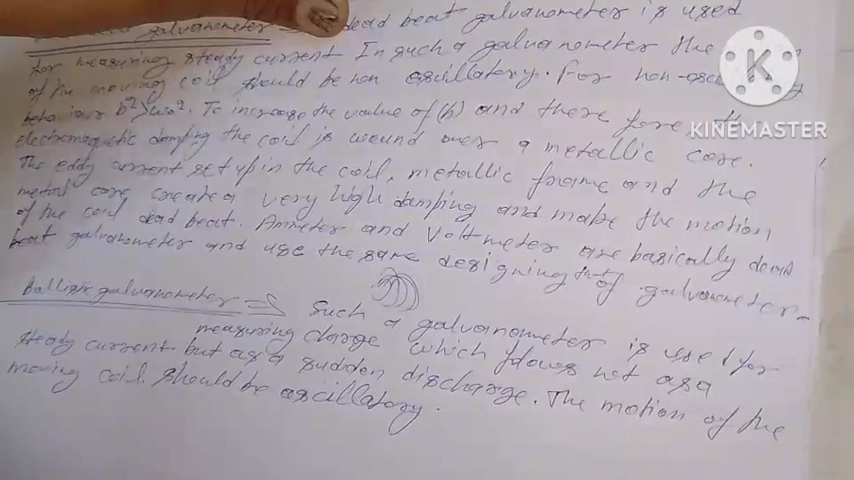 galvanometer => dead beat galvanometer is used
for measuring steady current In such a galvanometer the
of the moving coil should be non oscillatory. For non-
behaviour b²>ω₀². To increase the value of (b) and there fore the
electromagnetic damping the coil is wound over a metallic core.
The eddy current set up in the coil, metallic frame and the
metal core create a very high damping and make the motion
of the coil dead beat. Ammeter and Voltmeter are basically dead
beat galvanometer and use the same designing of galvanometer-
Ballistic galvanometer => Such a galvanometer is used for
measuring charge which flows not as a
steady current but as a sudden discharge. The motion of the
moving coil should be oscillatory.
KINEMASTER